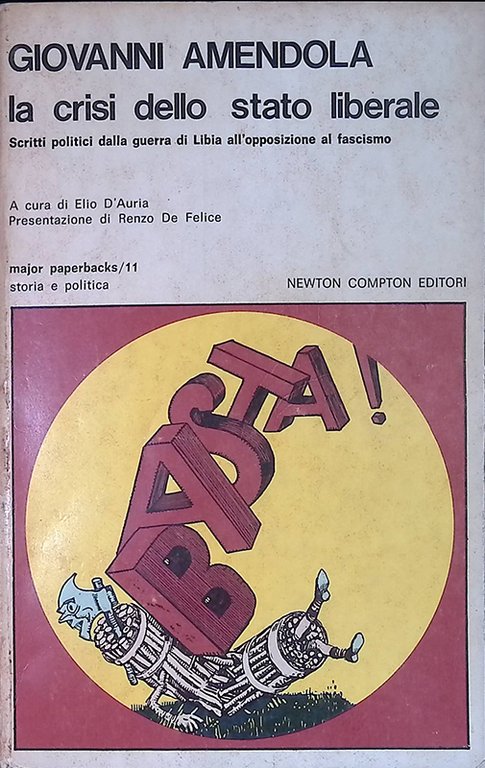 GIOVANNI AMENDOLA
la crisi dello stato liberale
Scritti politici dalla guerra di Libia all'opposizione al fascismo
A cura di Elio D'Auria
Presentazione di Renzo De Felice
major paperbacks/11
storia e politica
NEWTON COMPTON EDITORI
BASTA!